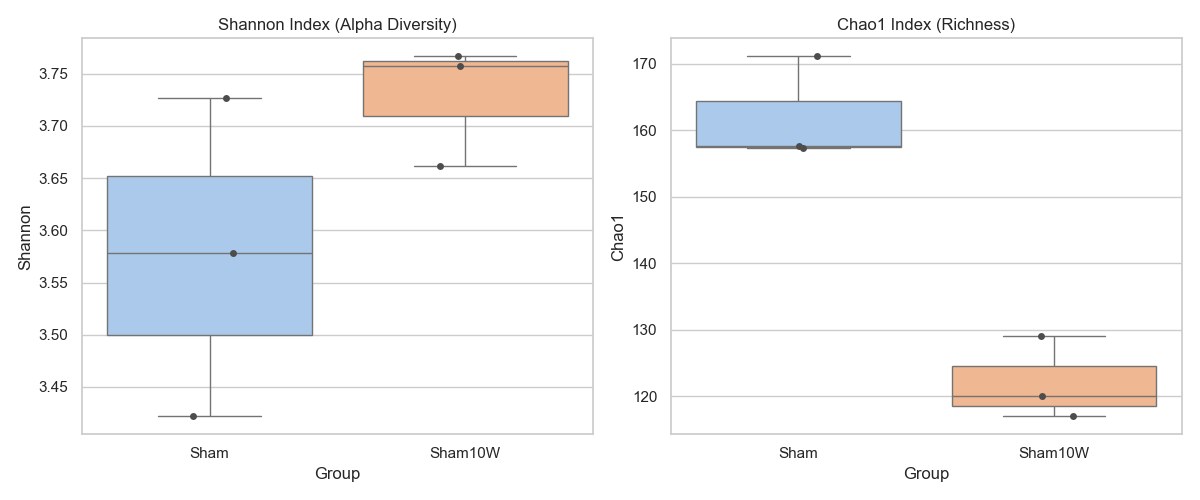 Shannon Index (Alpha Diversity)
Shannon
3.75
3.70
3.65
3.60
3.55
3.50
3.45
Sham
Sham10W
Group
Chao1 Index (Richness)
Chao1
170
160
150
140
130
120
Sham
Sham10W
Group